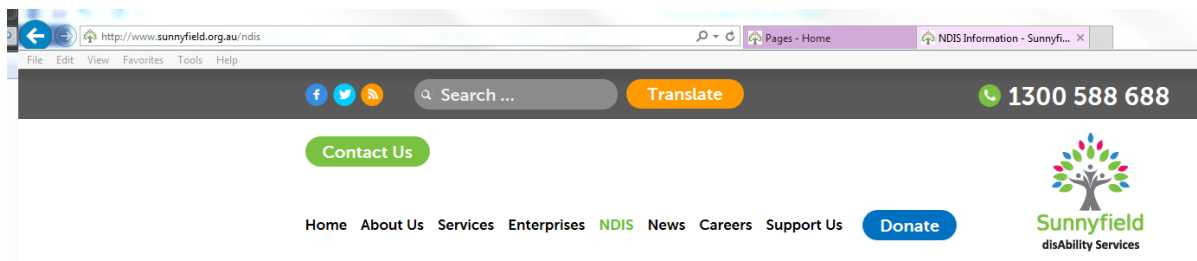 http://www.sunnyfield.org.au/ndis
Pages - Home
NDIS Information - Sunnyfi...
File Edit View Favorites Tools Help
Search ...
Translate
1300 588 688
Contact Us
Home About Us Services Enterprises NDIS News Careers Support Us Donate
Sunnyfield
disAbility Services